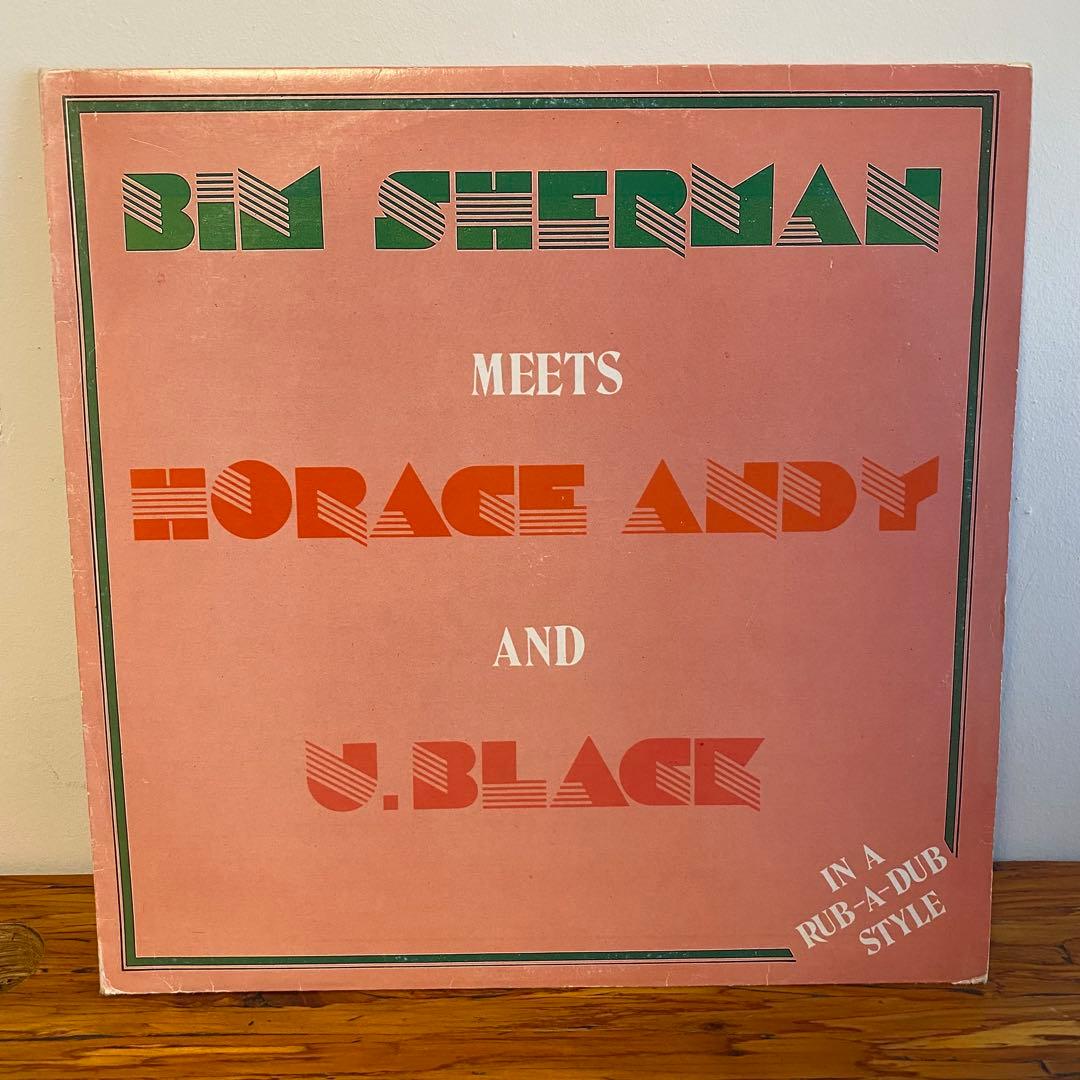 BiM SHERMAN
MEETS
HORACE ANDY
AND
U.BLACK
IN A
RUB-A-DUB
STYLE